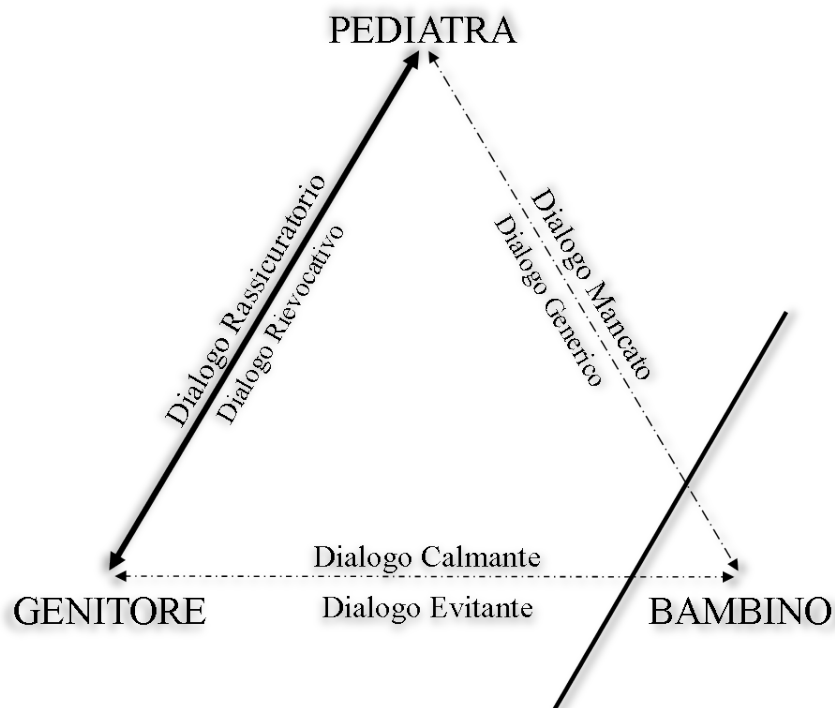 PEDIATRA
Dialogo Rassicuratorio
Dialogo Rievocativo
Dialogo Mancato
Dialogo Generico
Dialogo Calmante
GENITORE
Dialogo Evitante
BAMBINO